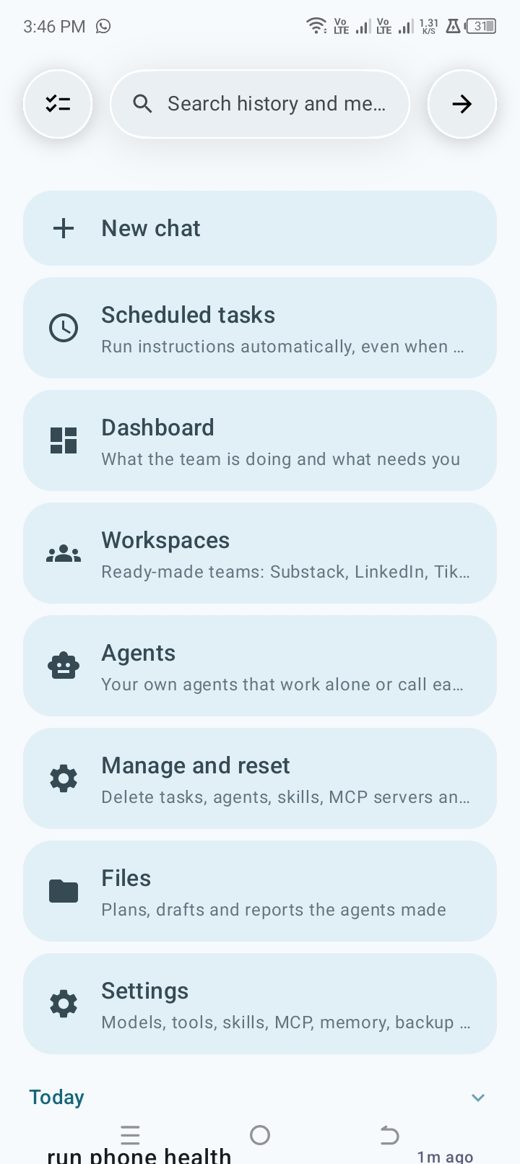 3:46 PM
Vo LTE Vo LTE 1.31 K/S 31
Search history and me...
New chat
Scheduled tasks
Run instructions automatically, even when ...
Dashboard
What the team is doing and what needs you
Workspaces
Ready-made teams: Substack, LinkedIn, Tik...
Agents
Your own agents that work alone or call ea...
Manage and reset
Delete tasks, agents, skills, MCP servers an...
Files
Plans, drafts and reports the agents made
Settings
Models, tools, skills, MCP, memory, backup ...
Today
run phone health
1m ago